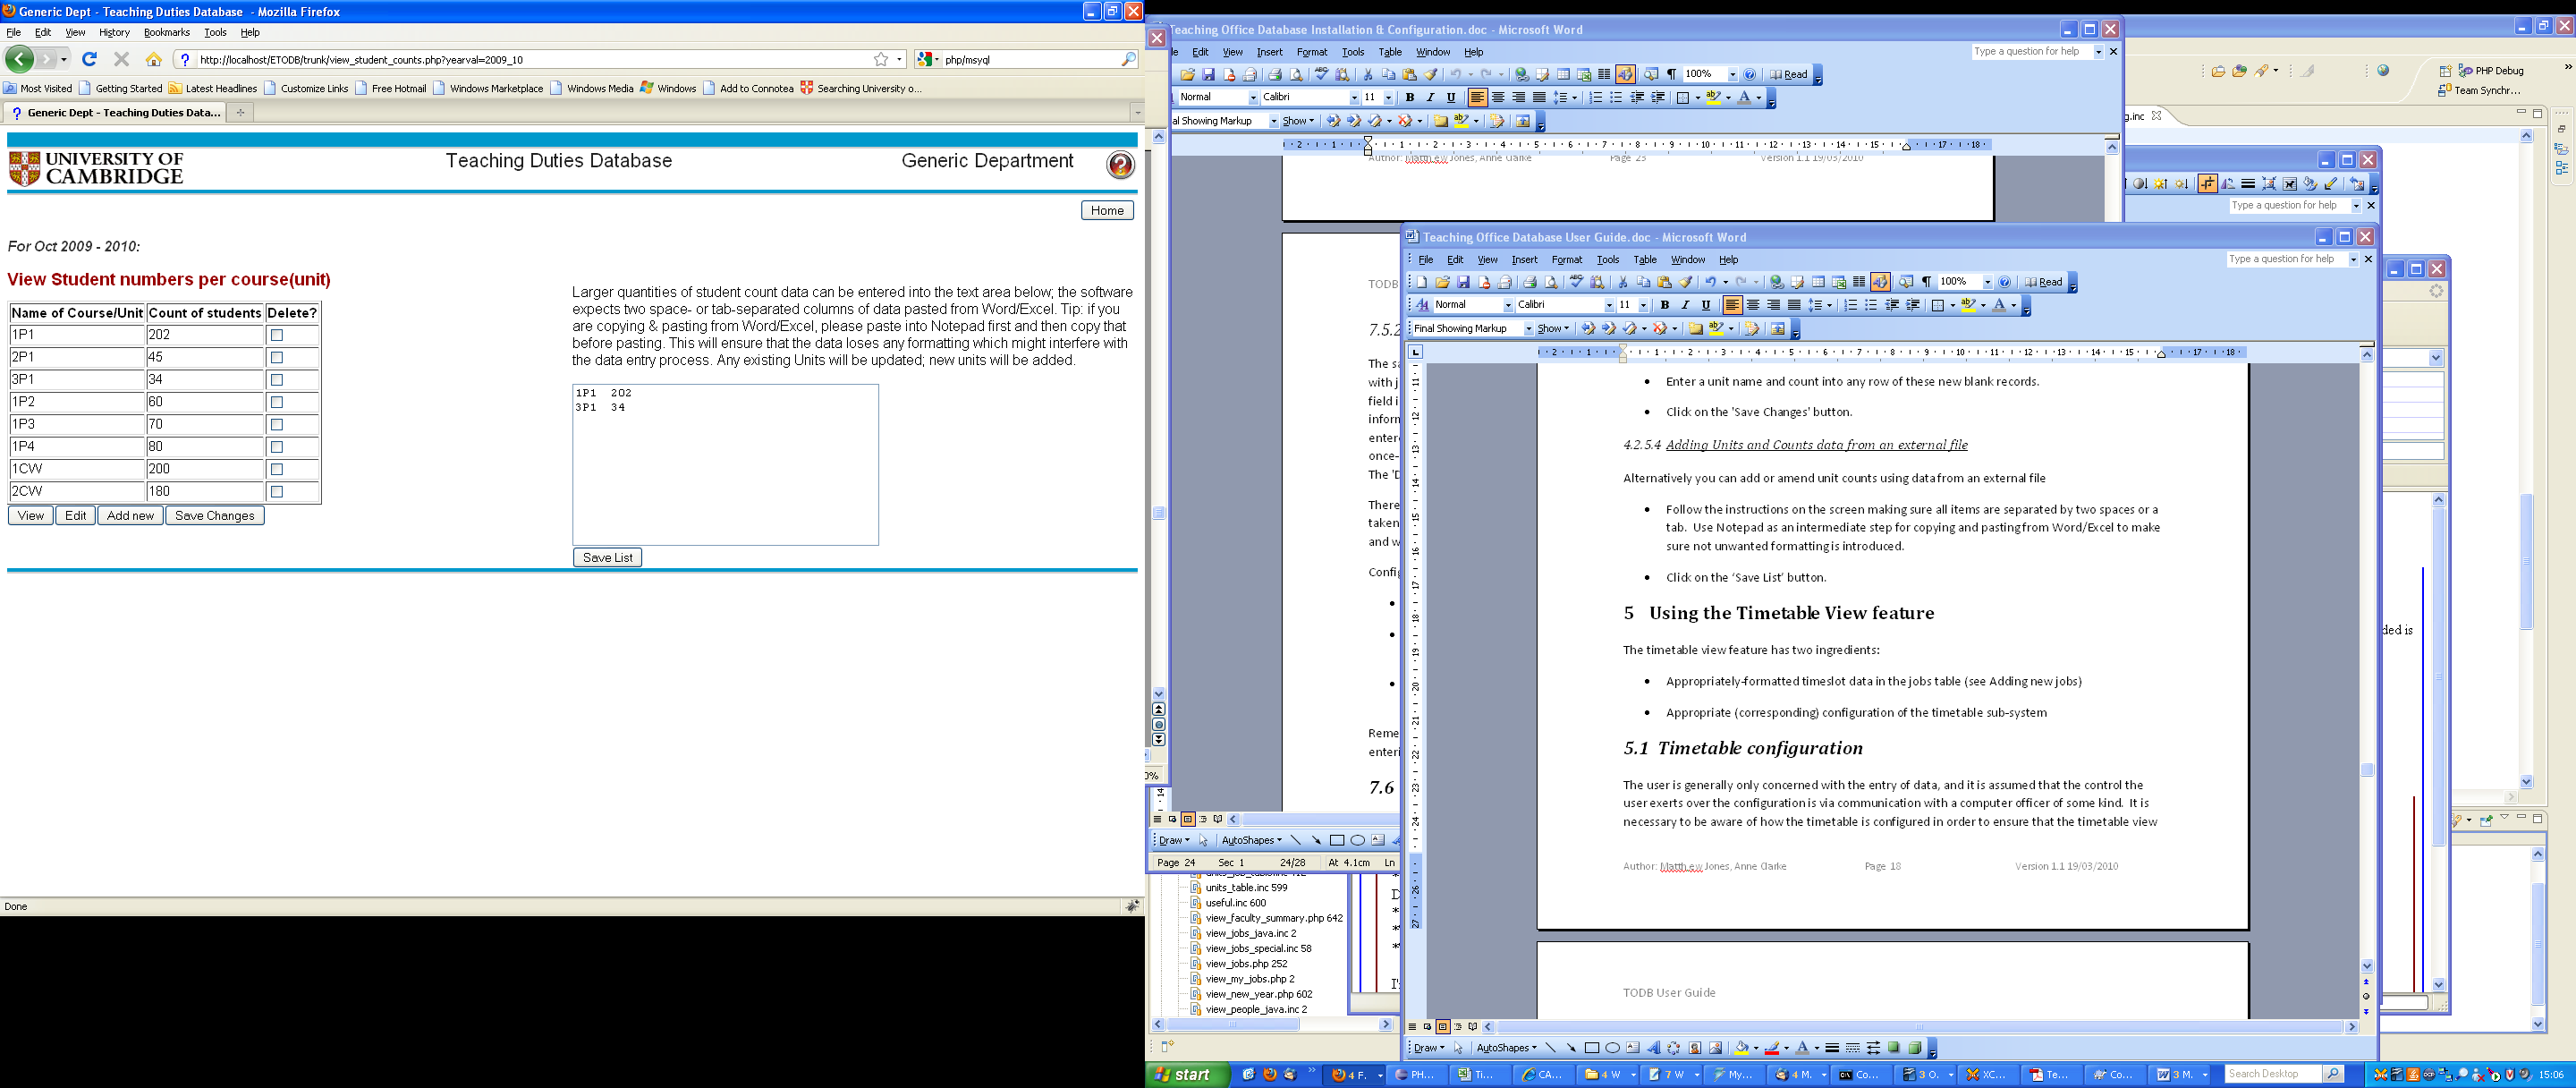 Generic Dept - Teaching Duties Database - Mozilla Firefox
File Edit View History Bookmarks Tools Help
http://localhost/ETODB/trunk/view_student_counts.php?yearval=2009_10
php/msyql
Most Visited Getting Started Latest Headlines Customize Links Free Hotmail Windows Marketplace Windows Media Windows Add to Connotea Searching University o...
Generic Dept - Teaching Duties Data...
UNIVERSITY OF
CAMBRIDGE
Teaching Duties Database
Generic Department
Home
For Oct 2009 - 2010:
View Student numbers per course(unit)
Name of Course/Unit Count of students Delete?
1P1 202
2P1 45
3P1 34
1P2 60
1P3 70
1P4 80
1CW 200
2CW 180
View Edit Add new Save Changes
Larger quantities of student count data can be entered into the text area below; the software
expects two space- or tab-separated columns of data pasted from Word/Excel. Tip: if you
are copying & pasting from Word/Excel, please paste into Notepad first and then copy that
before pasting. This will ensure that the data loses any formatting which might interfere with
the data entry process. Any existing Units will be updated; new units will be added.
1P1 202
3P1 34
Save List
Done
Teaching Office Database Installation & Configuration.doc - Microsoft Word
Edit View Insert Format Tools Table Window Help
Type a question for help
100% Read
Normal Calibri 11
al Showing Markup Show
Author: Matthew Jones, Anne Clarke Page 23 Version 1.1 19/03/2010
TODB
7.5.2
The sa
with j
field i
inform
entere
once-
The 'D
There
taken
and w
Config
Reme
enteri
7.6
Draw AutoShapes
Page 24 Sec 1 24/28 At 4.1cm Ln
units_table.inc 599
useful.inc 600
view_faculty_summary.php 642
view_jobs_java.inc 2
view_jobs_special.inc 58
view_jobs.php 252
view_my_jobs.php 2
view_new_year.php 602
view_people_java.inc 2
PHP Debug
Team Synchr...
g.inc
Type a question for help
ded is
Teaching Office Database User Guide.doc - Microsoft Word
File Edit View Insert Format Tools Table Window Help
Type a question for help
100% Read
Normal Calibri 11
Final Showing Markup Show
• Enter a unit name and count into any row of these new blank records.
• Click on the 'Save Changes' button.
4.2.5.4 Adding Units and Counts data from an external file
Alternatively you can add or amend unit counts using data from an external file
• Follow the instructions on the screen making sure all items are separated by two spaces or a
tab. Use Notepad as an intermediate step for copying and pasting from Word/Excel to make
sure not unwanted formatting is introduced.
• Click on the ‘Save List’ button.
5 Using the Timetable View feature
The timetable view feature has two ingredients:
• Appropriately-formatted timeslot data in the jobs table (see Adding new jobs)
• Appropriate (corresponding) configuration of the timetable sub-system
5.1 Timetable configuration
The user is generally only concerned with the entry of data, and it is assumed that the control the
user exerts over the configuration is via communication with a computer officer of some kind. It is
necessary to be aware of how the timetable is configured in order to ensure that the timetable view
Author: Matthew Jones, Anne Clarke Page 18 Version 1.1 19/03/2010
TODB User Guide
Draw AutoShapes
start 4 F. PH... Ti... CA... 4 W 7 W My... 4 M. Co... 3 O. XC... Te... Co... 3 M. Search Desktop 15:06